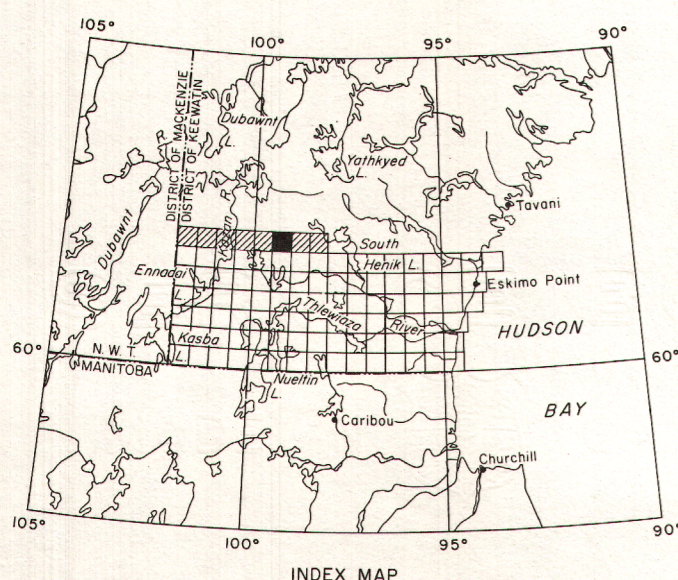 105°
100°
95°
90°
DISTRICT OF MACKENZIE
DISTRICT OF KEEWATIN
Dubawnt
L.
Yathkyed
L.
R.
Dubawnt
R.
Kazan
Tavani
South
Henik L.
Ennadai
L.
Eskimo Point
Thlewiaza
River
HUDSON
60°
N. W. T.
MANITOBA
Kasba
L.
60°
Nueltin
L.
BAY
Caribou
Churchill
105°
100°
95°
90°
INDEX MAP